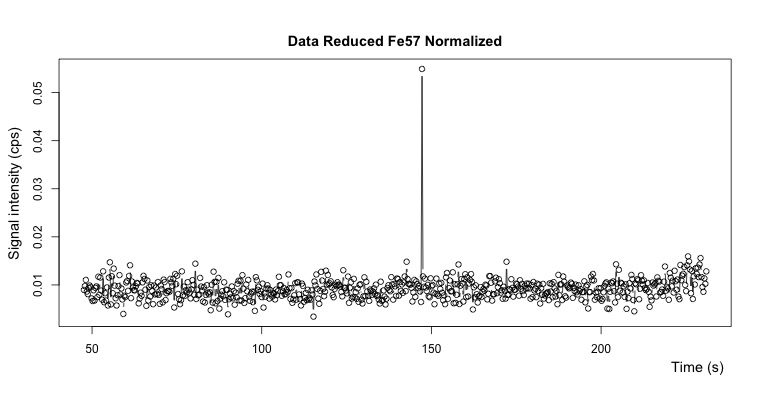 Data Reduced Fe57 Normalized
Signal intensity (cps)
0.05
0.04
0.03
0.02
0.01
50 100 150 200
Time (s)